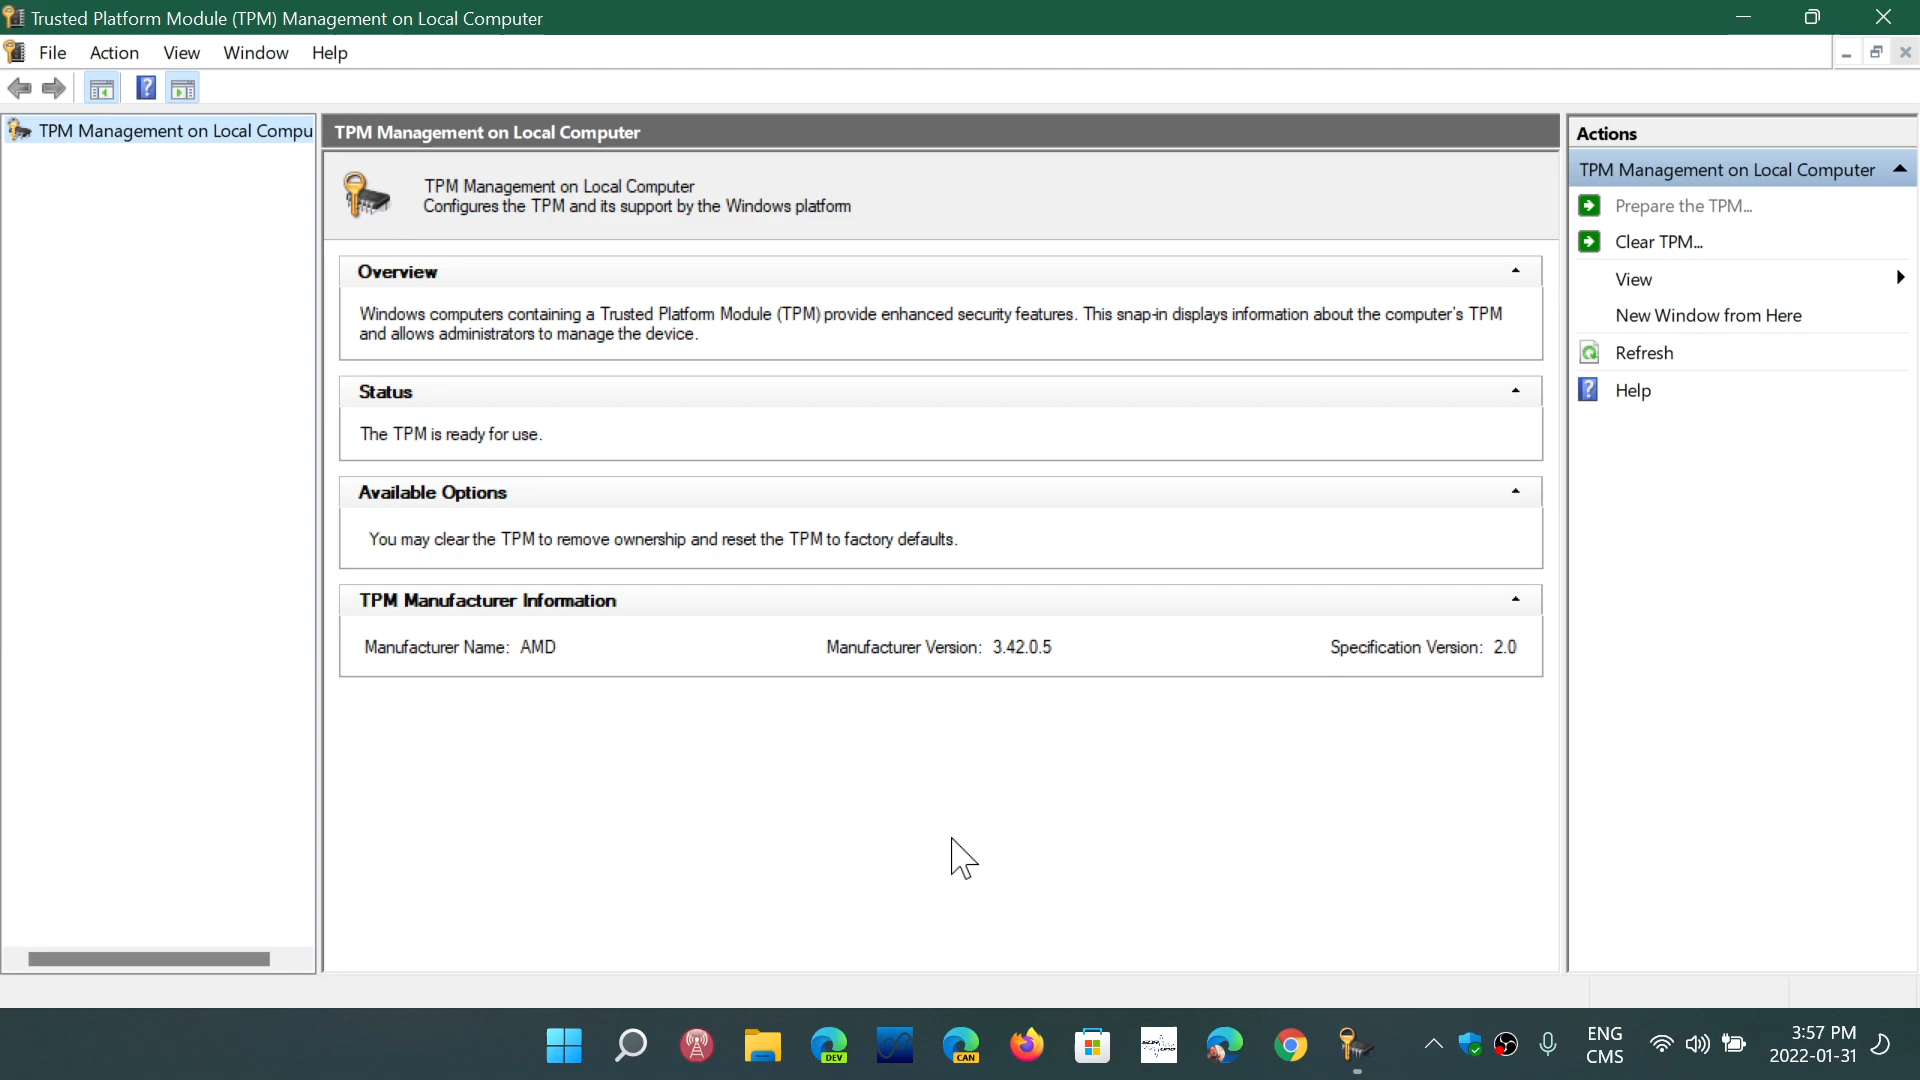 Trusted Platform Module (TPM) Management on Local Computer
File Action View Window Help
TPM Management on Local Compu
TPM Management on Local Computer
TPM Management on Local Computer
Configures the TPM and its support by the Windows platform
Overview
Windows computers containing a Trusted Platform Module (TPM) provide enhanced security features. This snap-in displays information about the computer's TPM
and allows administrators to manage the device.
Status
The TPM is ready for use.
Available Options
You may clear the TPM to remove ownership and reset the TPM to factory defaults.
TPM Manufacturer Information
Manufacturer Name: AMD Manufacturer Version: 3.42.0.5 Specification Version: 2.0
Actions
TPM Management on Local Computer
Prepare the TPM...
Clear TPM...
View
New Window from Here
Refresh
Help
DEV
CAN
ENG
CMS
3:57 PM
2022-01-31